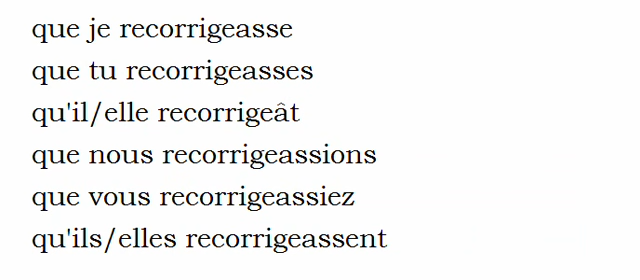 que je recorrigeasse
que tu recorrigeasses
qu'il/elle recorrigeât
que nous recorrigeassions
que vous recorrigeassiez
qu'ils/elles recorrigeassent